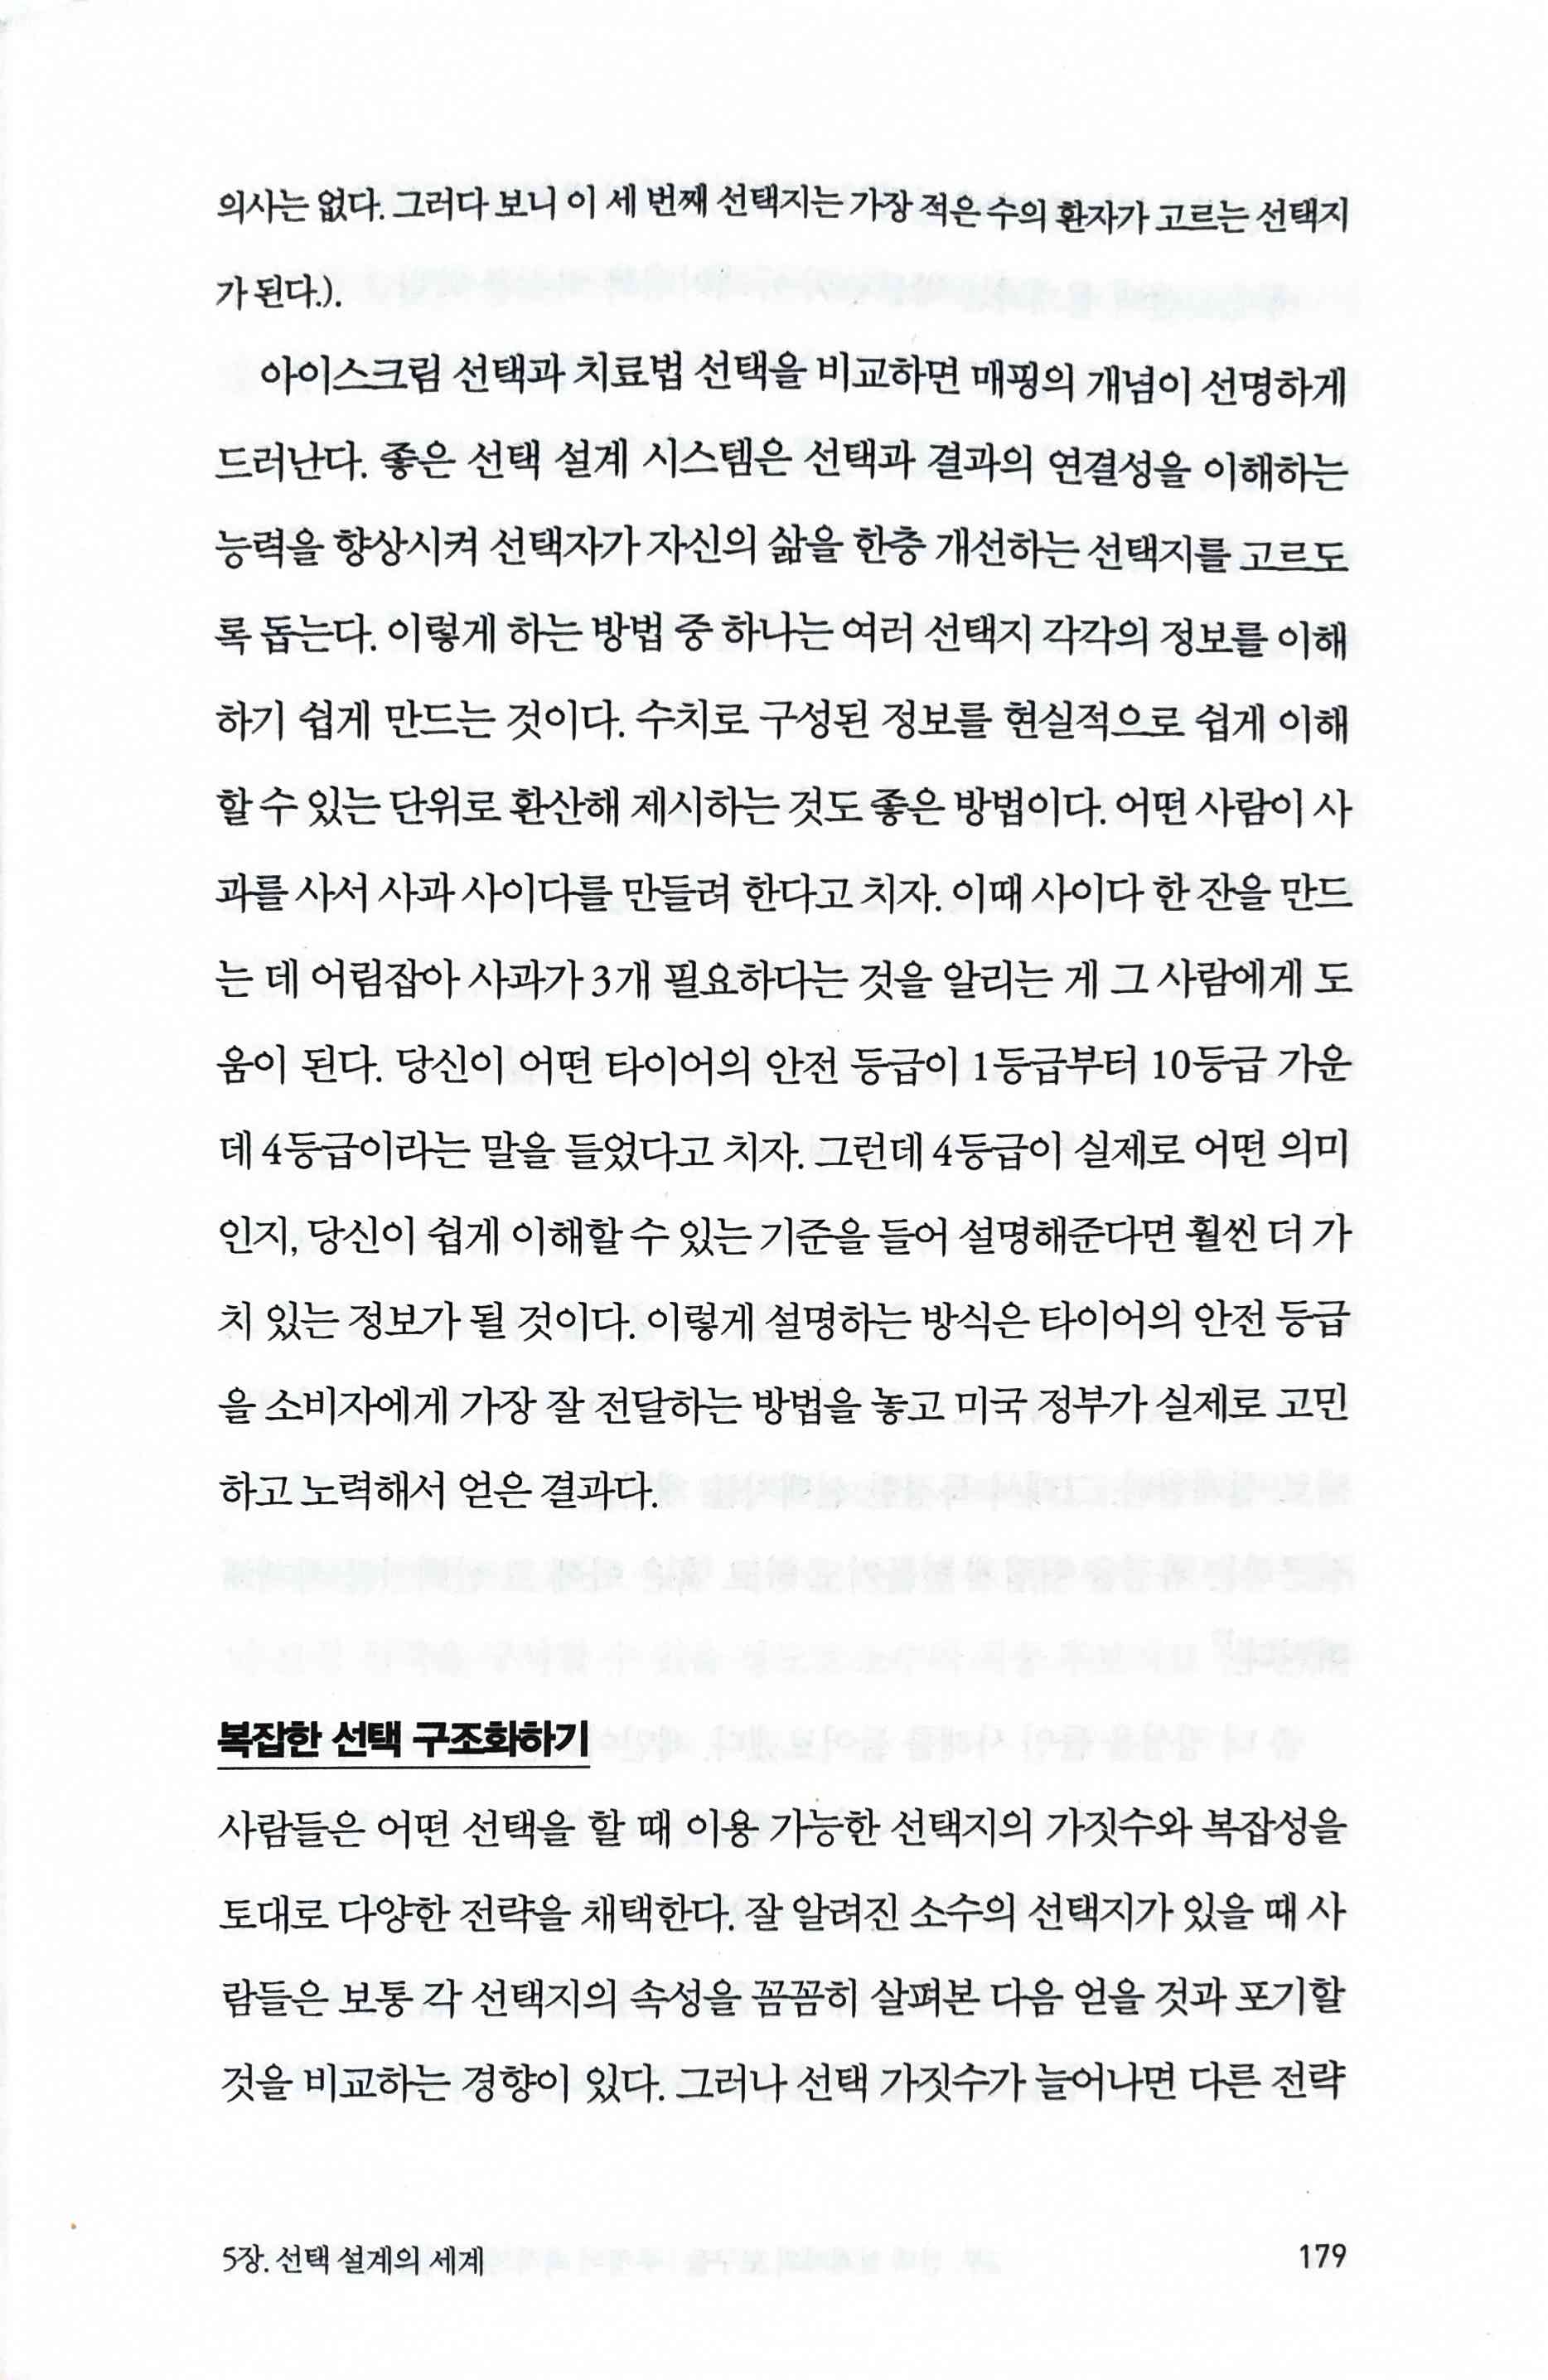 의사는 없다. 그러다 보니 이 세 번째 선택지는 가장 적은 수의 환자가 고르는 선택지
가 된다.).
아이스크림 선택과 치료법 선택을 비교하면 매핑의 개념이 선명하게
드러난다. 좋은 선택 설계 시스템은 선택과 결과의 연결성을 이해하는
능력을 향상시켜 선택자가 자신의 삶을 한층 개선하는 선택지를 고르도
록 돕는다. 이렇게 하는 방법 중 하나는 여러 선택지 각각의 정보를 이해
하기 쉽게 만드는 것이다. 수치로 구성된 정보를 현실적으로 쉽게 이해
할 수 있는 단위로 환산해 제시하는 것도 좋은 방법이다. 어떤 사람이 사
과를 사서 사과 사이다를 만들려 한다고 치자. 이때 사이다 한 잔을 만드
는 데 어림잡아 사과가 3개 필요하다는 것을 알리는 게 그 사람에게 도
움이 된다. 당신이 어떤 타이어의 안전 등급이 1등급부터 10등급 가운
데 4등급이라는 말을 들었다고 치자. 그런데 4등급이 실제로 어떤 의미
인지, 당신이 쉽게 이해할 수 있는 기준을 들어 설명해준다면 훨씬 더 가
치 있는 정보가 될 것이다. 이렇게 설명하는 방식은 타이어의 안전 등급
을 소비자에게 가장 잘 전달하는 방법을 놓고 미국 정부가 실제로 고민
하고 노력해서 얻은 결과다.
복잡한 선택 구조화하기
사람들은 어떤 선택을 할 때 이용 가능한 선택지의 가짓수와 복잡성을
토대로 다양한 전략을 채택한다. 잘 알려진 소수의 선택지가 있을 때 사
람들은 보통 각 선택지의 속성을 꼼꼼히 살펴본 다음 얻을 것과 포기할
것을 비교하는 경향이 있다. 그러나 선택 가짓수가 늘어나면 다른 전략
5장. 선택 설계의 세계
179